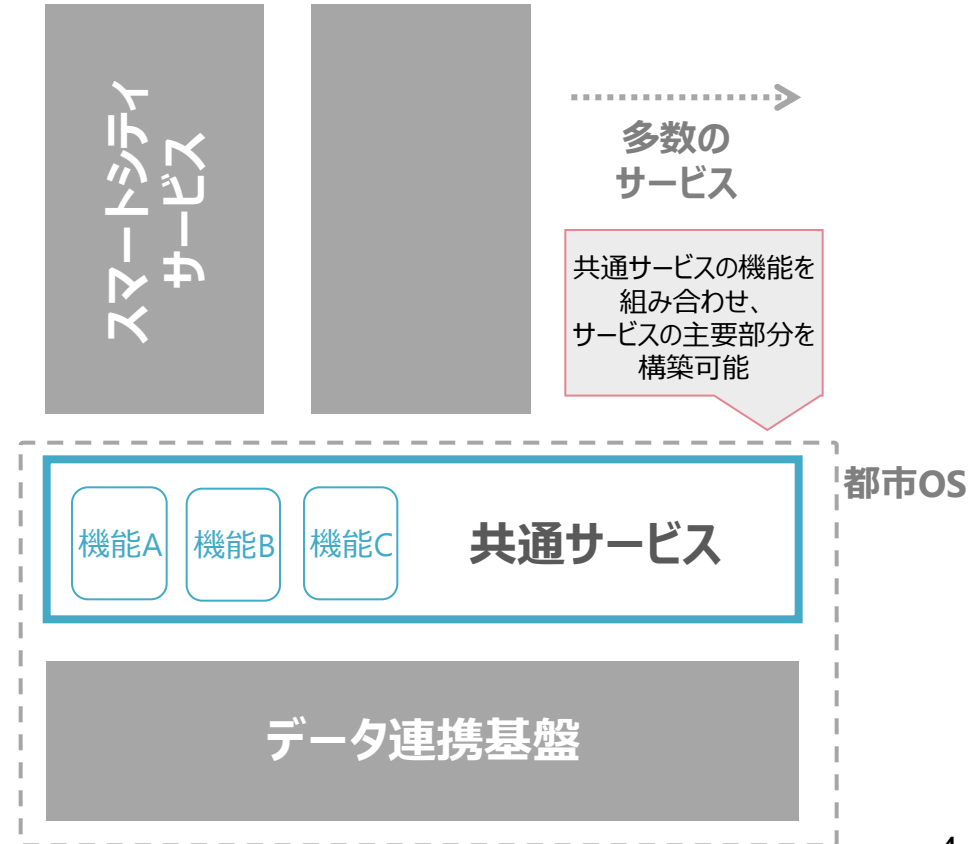 スマートシティ
サービス
多数の
サービス
共通サービスの機能を
組み合わせ、
サービスの主要部分を
構築可能
都市OS
機能A
機能B
機能C
共通サービス
データ連携基盤